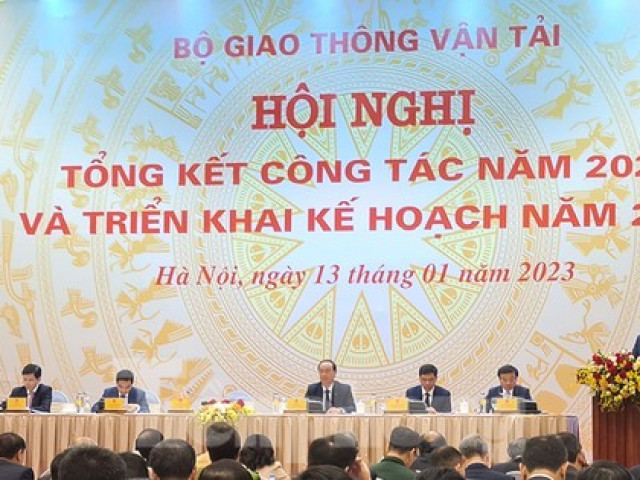 BỘ GIAO THÔNG VẬN TẢI
HỘI NGHỊ
TỔNG KẾT CÔNG TÁC NĂM 202
VÀ TRIỂN KHAI KẾ HOẠCH NĂM 2
Hà Nội, ngày 13 tháng 01 năm 2023